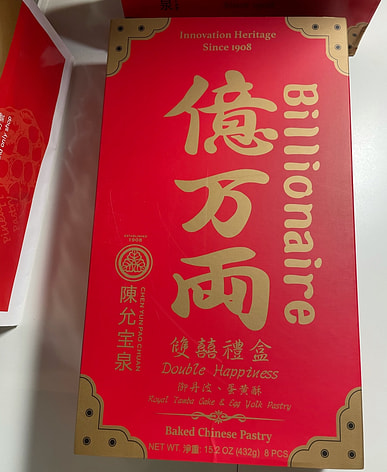 Innovation Heritage
Since 1908
億万両
Billionaire
ESTABLISHED
1908
陳允宝泉
CHEN YUN PAO CHUAN
雙囍禮盒
Double Happiness
御丹波、蛋黃酥
Royal Tanba Cake & Egg Yolk Pastry
Baked Chinese Pastry
NET WT. 淨重: 15.2 OZ (432g) 8 PCS